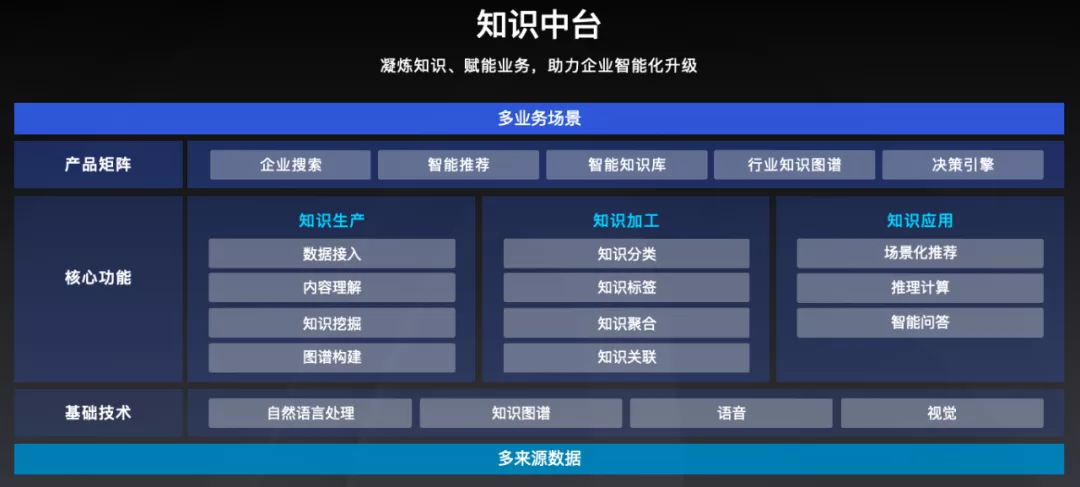 知识中台
凝炼知识、赋能业务，助力企业智能化升级
多业务场景
产品矩阵
企业搜索
智能推荐
智能知识库
行业知识图谱
决策引擎
核心功能
知识生产
数据接入
内容理解
知识挖掘
图谱构建
知识加工
知识分类
知识标签
知识聚合
知识关联
知识应用
场景化推荐
推理计算
智能问答
基础技术
自然语言处理
知识图谱
语音
视觉
多来源数据